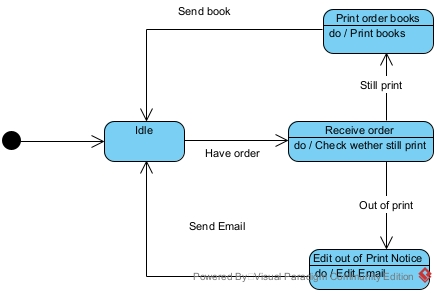 Send book
Print order books
do / Print books
Still print
Idle
Receive order
do / Check wether still print
Have order
Out of print
Send Email
Edit out of Print Notice
do / Edit Email
Powered By: Visual Paradigm Community Edition